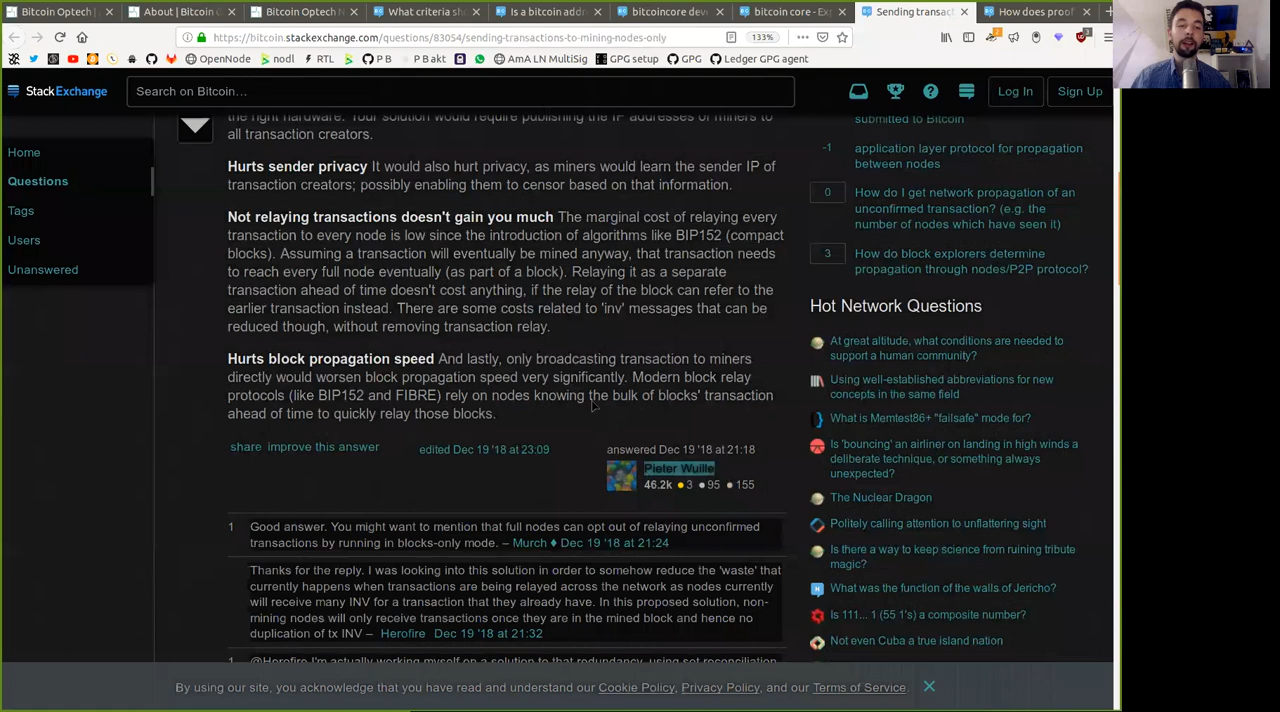 Bitcoin Optech
About | Bitcoin
Bitcoin Optech N
What criteria sh
Is a bitcoin addr
bitcoincore dev
bitcoin core - Ex
Sending transac
How does proof
https://bitcoin.stackexchange.com/questions/83054/sending-transactions-to-mining-nodes-only
133%
OpenNode
nodl
RTL
P B
P B akt
AmA LN MultiSig
GPG setup
GPG
Ledger GPG agent
StackExchange
Search on Bitcoin…
Log In
Sign Up
Home
Questions
Tags
Users
Unanswered
the right hardware. Your solution would require publishing the IP addresses of miners to
all transaction creators.
Hurts sender privacy It would also hurt privacy, as miners would learn the sender IP of
transaction creators; possibly enabling them to censor based on that information.
Not relaying transactions doesn't gain you much The marginal cost of relaying every
transaction to every node is low since the introduction of algorithms like BIP152 (compact
blocks). Assuming a transaction will eventually be mined anyway, that transaction needs
to reach every full node eventually (as part of a block). Relaying it as a separate
transaction ahead of time doesn't cost anything, if the relay of the block can refer to the
earlier transaction instead. There are some costs related to 'inv' messages that can be
reduced though, without removing transaction relay.
Hurts block propagation speed And lastly, only broadcasting transaction to miners
directly would worsen block propagation speed very significantly. Modern block relay
protocols (like BIP152 and FIBRE) rely on nodes knowing the bulk of blocks' transaction
ahead of time to quickly relay those blocks.
share improve this answer
edited Dec 19 '18 at 23:09
answered Dec 19 '18 at 21:18
Pieter Wuille
46.2k 3 95 155
1 Good answer. You might want to mention that full nodes can opt out of relaying unconfirmed
transactions by running in blocks-only mode. – Murch ♦ Dec 19 '18 at 21:24
Thanks for the reply. I was looking into this solution in order to somehow reduce the 'waste' that
currently happens when transactions are being relayed across the network as nodes currently
will receive many INV for a transaction that they already have. In this proposed solution, non-
mining nodes will only receive transactions once they are in the mined block and hence no
duplication of tx INV – Herofire Dec 19 '18 at 21:32
1 @Herofire I'm actually working myself on a solution to that redundancy, using set reconciliation
submitted to Bitcoin
-1 application layer protocol for propagation
between nodes
0 How do I get network propagation of an
unconfirmed transaction? (e.g. the
number of nodes which have seen it)
3 How do block explorers determine
propagation through nodes/P2P protocol?
Hot Network Questions
At great altitude, what conditions are needed to
support a human community?
Using well-established abbreviations for new
concepts in the same field
What is Memtest86+ "failsafe" mode for?
Is 'bouncing' an airliner on landing in high winds a
deliberate technique, or something always
unexpected?
The Nuclear Dragon
Politely calling attention to unflattering sight
Is there a way to keep science from ruining tribute
magic?
What was the function of the walls of Jericho?
Is 111... 1 (55 1's) a composite number?
Not even Cuba a true island nation
By using our site, you acknowledge that you have read and understand our Cookie Policy, Privacy Policy, and our Terms of Service.